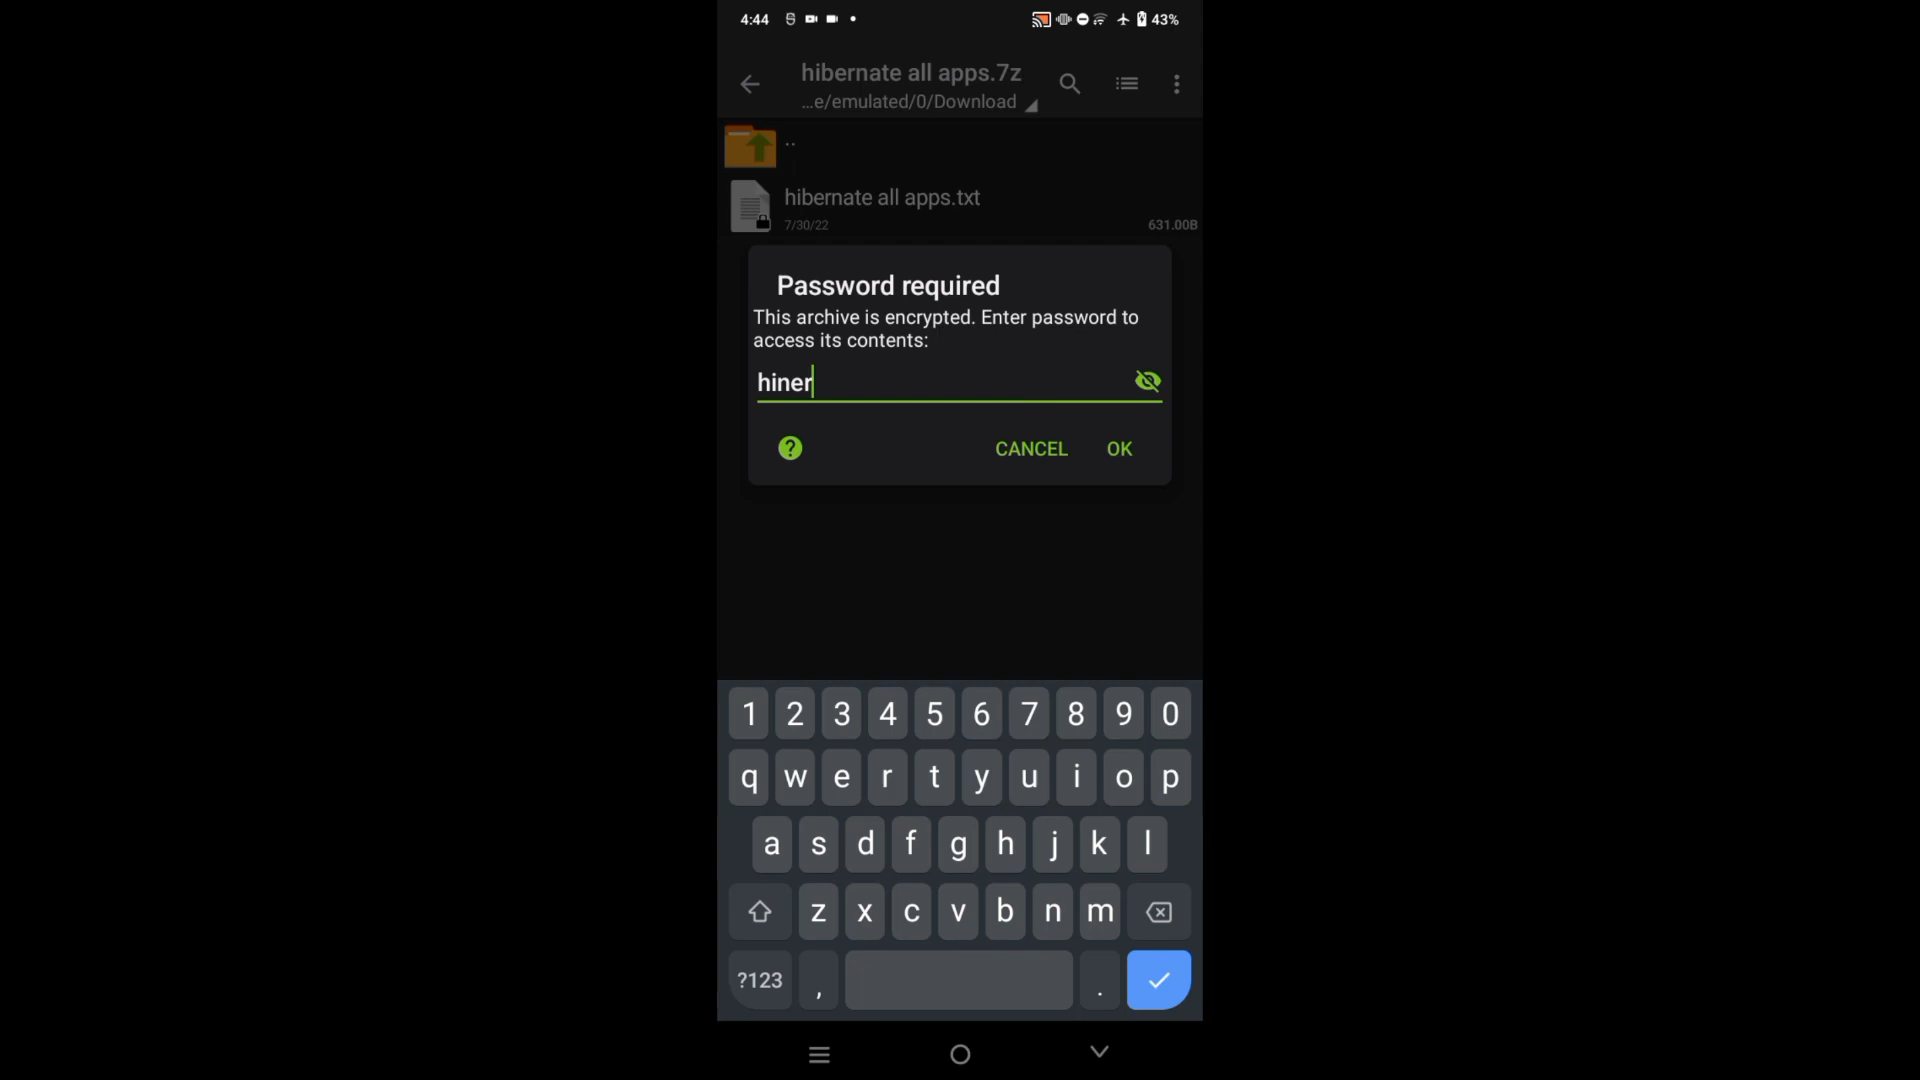 4:44
43%
hibernate all apps.7z
...e/emulated/0/Download
..
hibernate all apps.txt
7/30/22
631.00B
Password required
This archive is encrypted. Enter password to
access its contents:
hiner
?
CANCEL
OK
1 2 3 4 5 6 7 8 9 0
q w e r t y u i o p
a s d f g h j k l
z x c v b n m
?123 , .